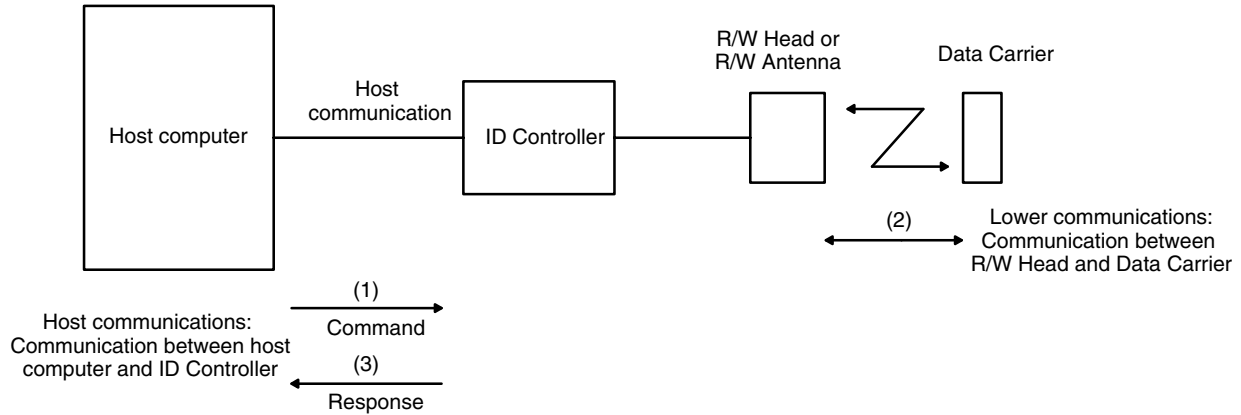 R/W Head or
R/W Antenna
Data Carrier
Host
communication
Host computer
ID Controller
(2)
Lower communications:
Communication between
R/W Head and Data Carrier
(1)
Command
Host communications:
Communication between host
computer and ID Controller
(3)
Response